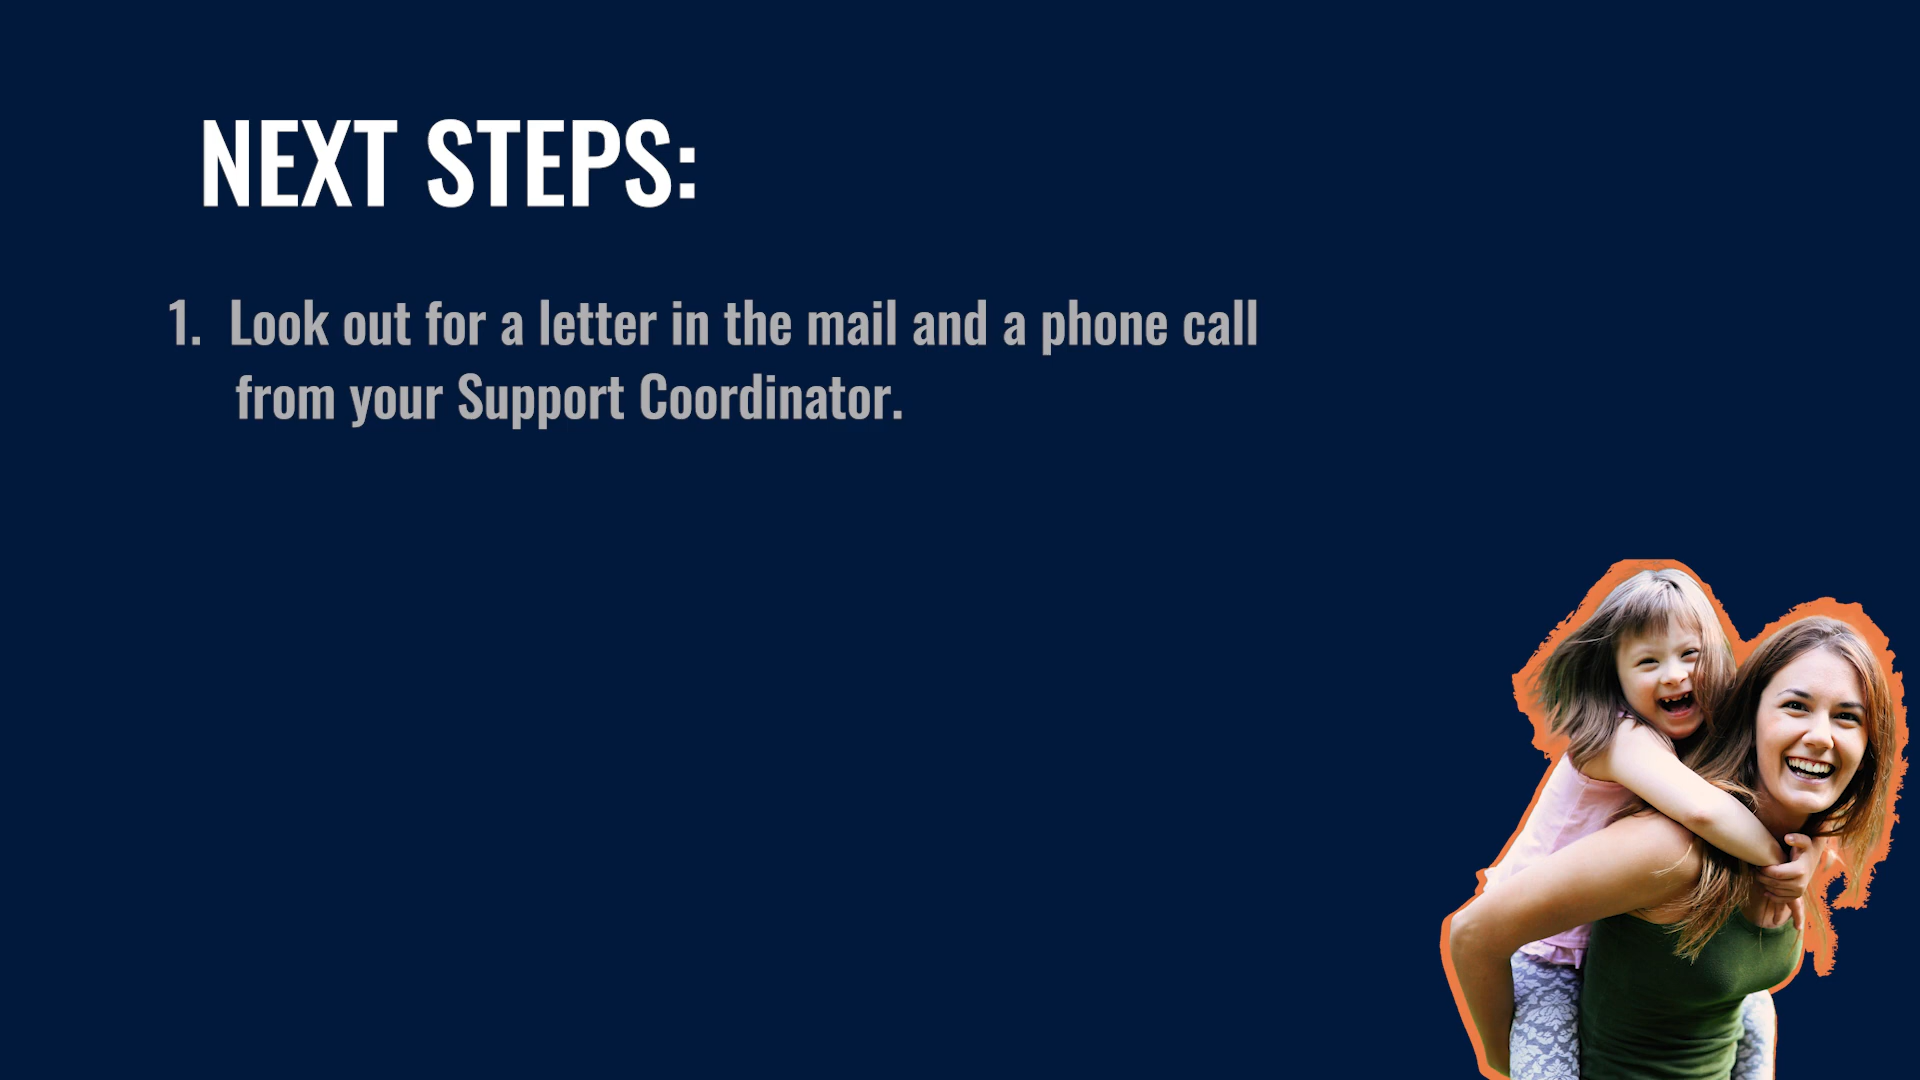 NEXT STEPS:
1. Look out for a letter in the mail and a phone call
from your Support Coordinator.